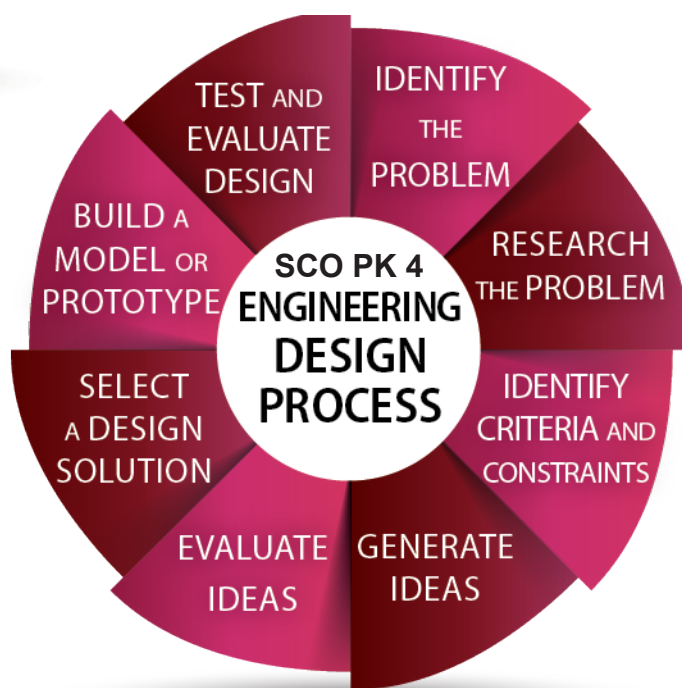 SCO PK 4
ENGINEERING
DESIGN
PROCESS
IDENTIFY
THE
PROBLEM
RESEARCH
THE PROBLEM
IDENTIFY
CRITERIA AND
CONSTRAINTS
GENERATE
IDEAS
EVALUATE
IDEAS
SELECT
A DESIGN
SOLUTION
BUILD A
MODEL OR
PROTOTYPE
TEST AND
EVALUATE
DESIGN